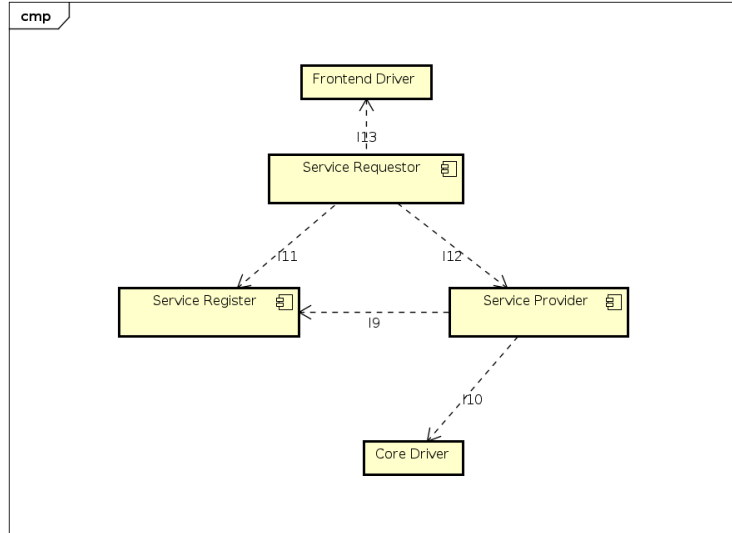 cmp
Frontend Driver
I13
Service Requestor
I11
I12
Service Register
Service Provider
I9
I10
Core Driver